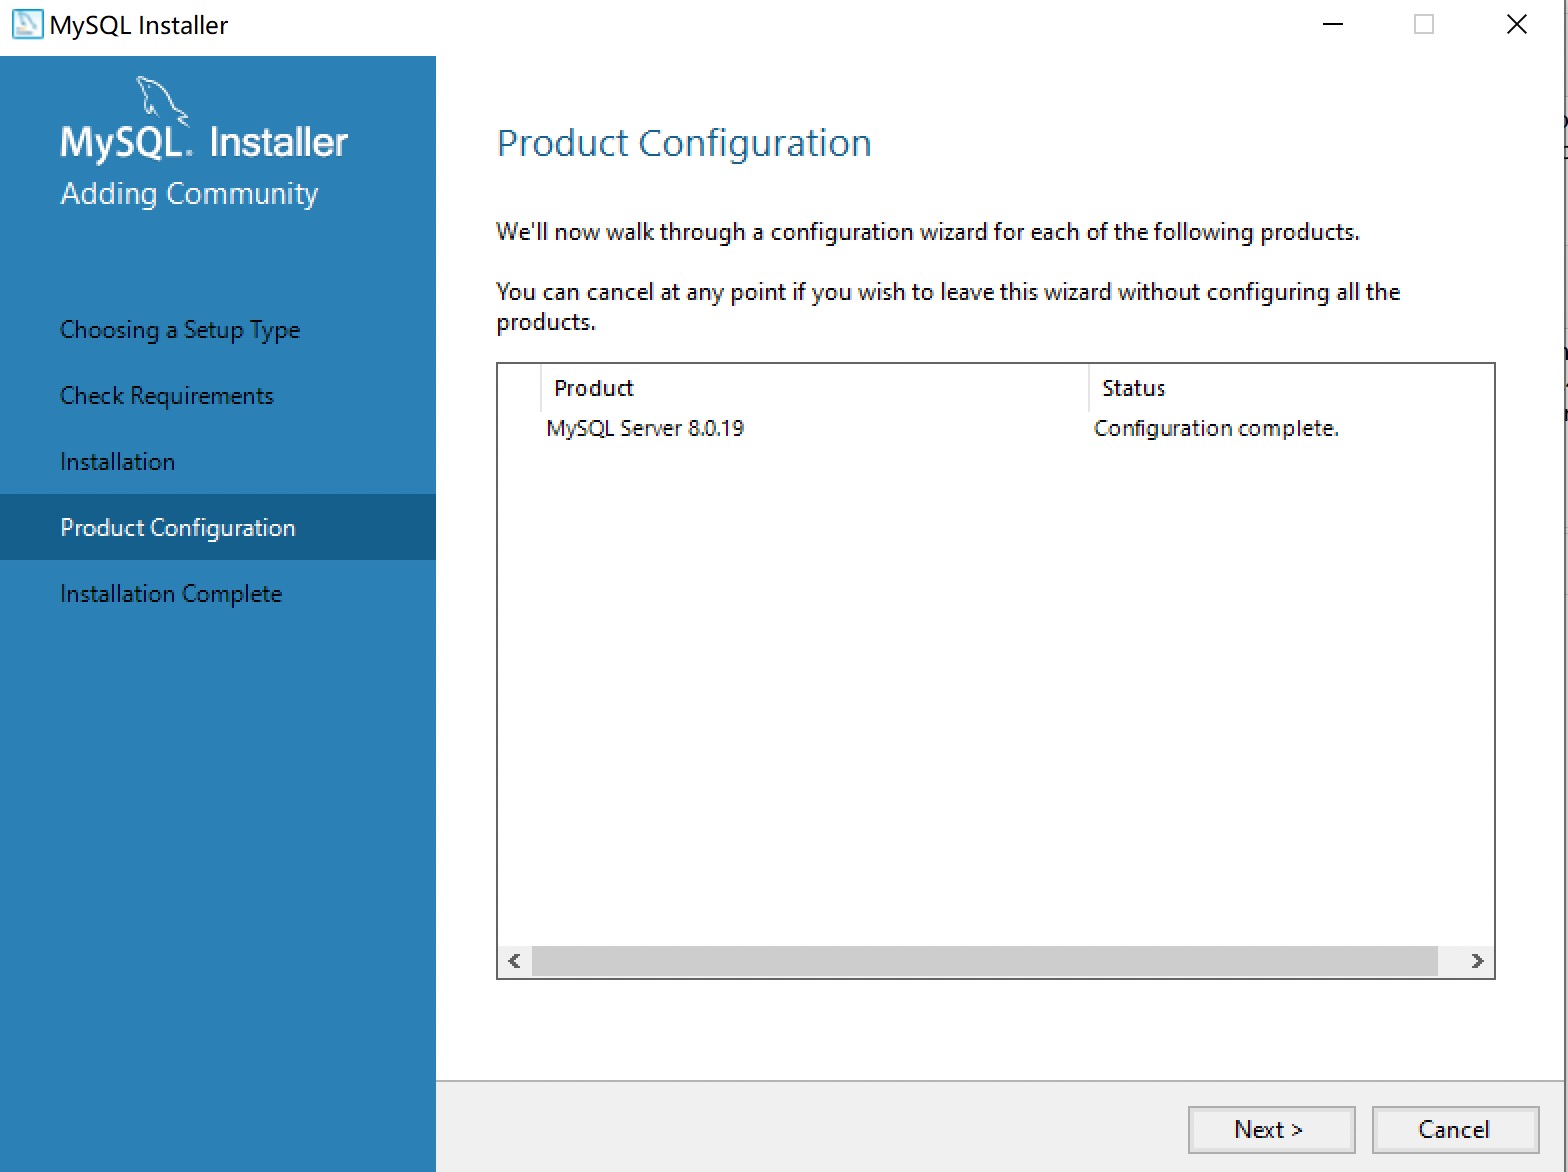 MySQL Installer
MySQL. Installer
Adding Community
Choosing a Setup Type
Check Requirements
Installation
Product Configuration
Installation Complete
Product Configuration
We'll now walk through a configuration wizard for each of the following products.
You can cancel at any point if you wish to leave this wizard without configuring all the
products.
Product Status
MySQL Server 8.0.19 Configuration complete.
Next >
Cancel